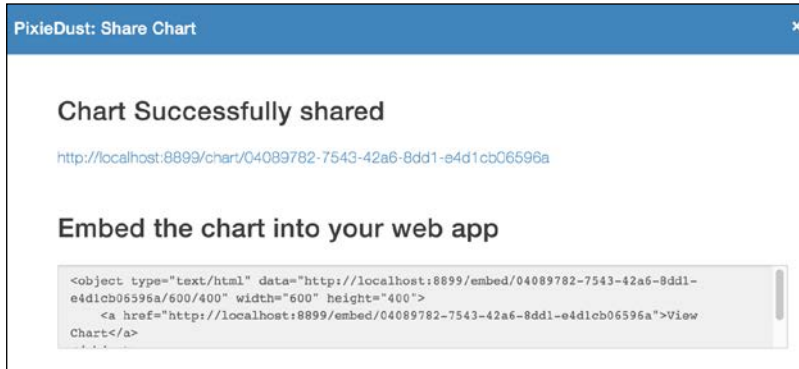 PixieDust: Share Chart
Chart Successfully shared
http://localhost:8899/chart/04089782-7543-42a6-8dd1-e4d1cb06596a
Embed the chart into your web app
<object type="text/html" data="http://localhost:8899/embed/04089782-7543-42a6-8dd1-
e4d1cb06596a/600/400" width="600" height="400">
<a href="http://localhost:8899/embed/04089782-7543-42a6-8dd1-e4d1cb06596a">View
Chart</a>